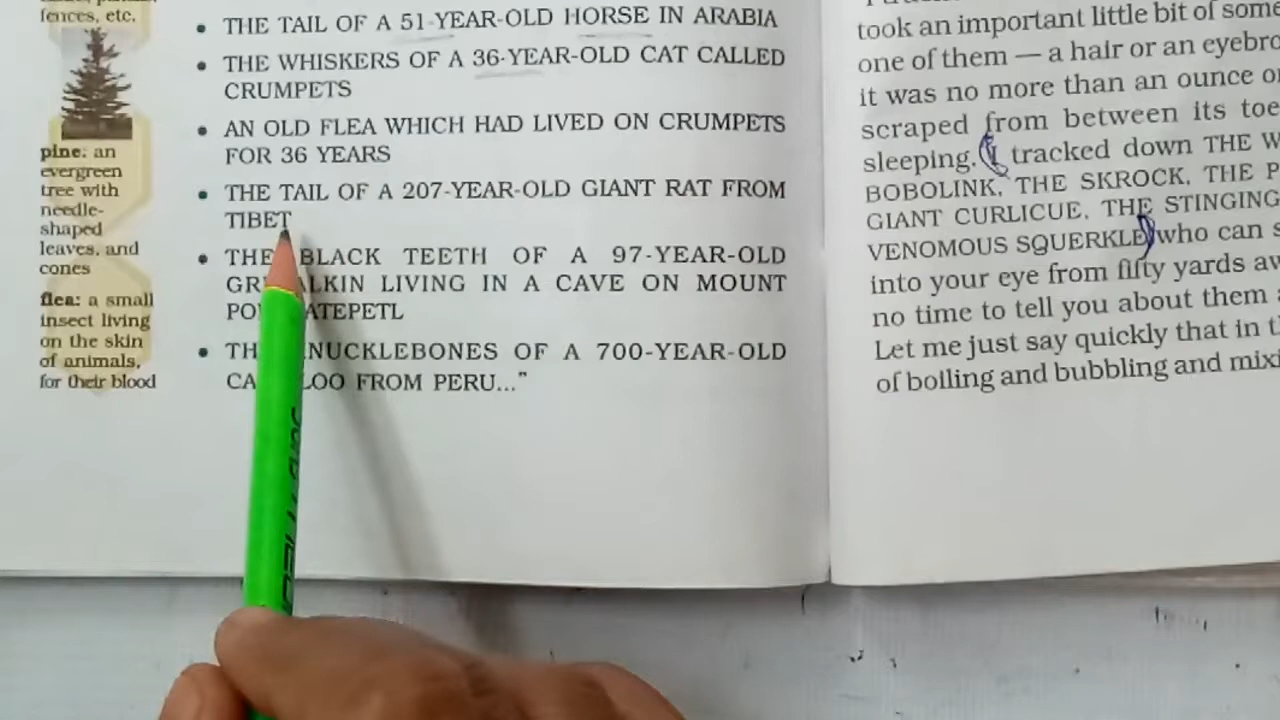 fences, etc.
pine: an
evergreen
tree with
needle-
shaped
leaves, and
cones
flea: a small
insect living
on the skin
of animals,
for their blood
• THE TAIL OF A 51-YEAR-OLD HORSE IN ARABIA
• THE WHISKERS OF A 36-YEAR-OLD CAT CALLED
CRUMPETS
• AN OLD FLEA WHICH HAD LIVED ON CRUMPETS
FOR 36 YEARS
• THE TAIL OF A 207-YEAR-OLD GIANT RAT FROM
TIBET
• THE BLACK TEETH OF A 97-YEAR-OLD
LIVING IN A CAVE ON MOUNT
• KNUCKLEBONES OF A 700-YEAR-OLD
FROM PERU..."
took an important little bit of some
one of them — a hair or an eyebro
it was no more than an ounce or
scraped from between its toe
sleeping. (I tracked down THE W
BOBOLINK, THE SKROCK, THE P
GIANT CURLICUE, THE STINGING
VENOMOUS SQUERKLE) who can s
into your eye from fifty yards aw
no time to tell you about them
Let me just say quickly that in t
of boiling and bubbling and mixi